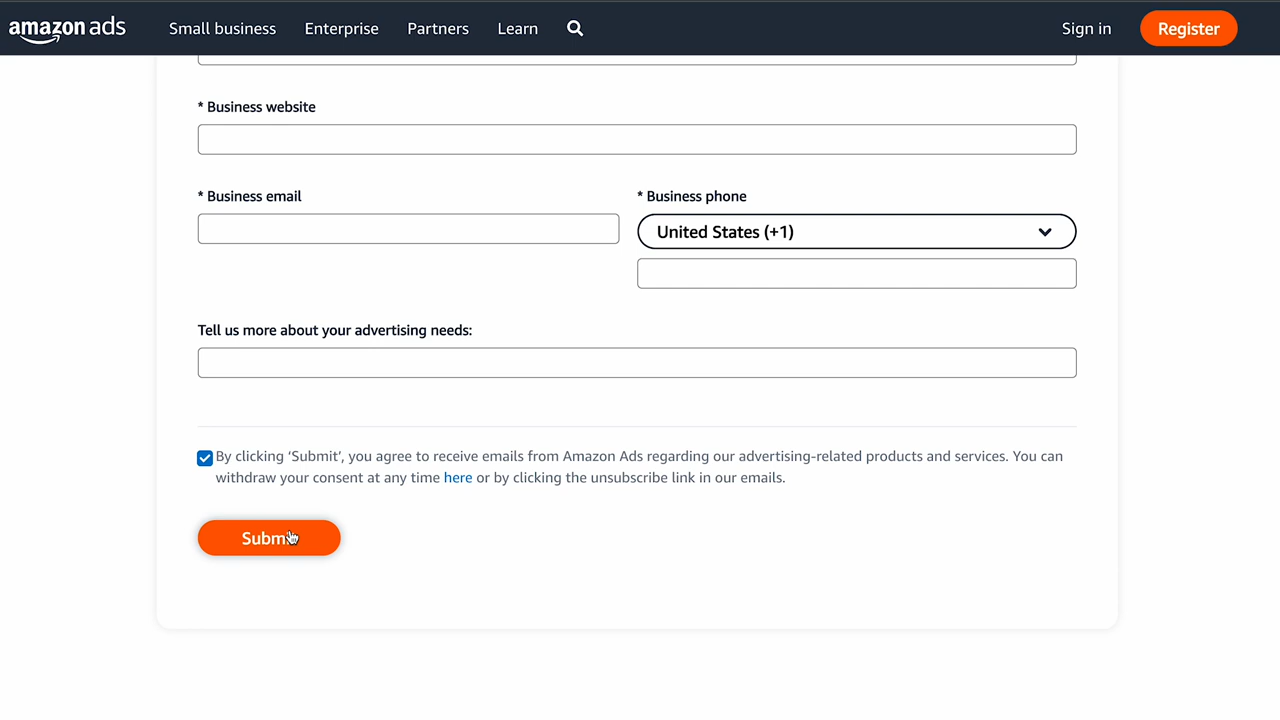 amazon ads Small business Enterprise Partners Learn Sign in Register
* Business website
* Business email * Business phone
United States (+1)
Tell us more about your advertising needs:
By clicking ‘Submit’, you agree to receive emails from Amazon Ads regarding our advertising-related products and services. You can
withdraw your consent at any time here or by clicking the unsubscribe link in our emails.
Submit